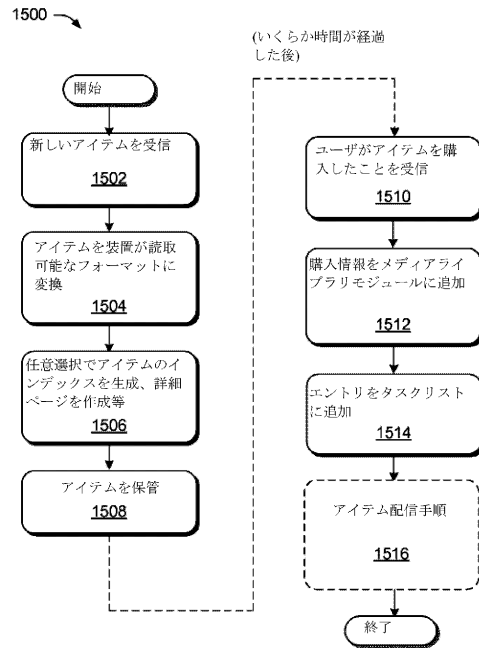 1500
開始
新しいアイテムを受信
1502
アイテムを装置が読取
可能なフォーマットに
変換
1504
任意選択でアイテムのイ
ンデックスを生成、詳細
ページを作成等
1506
アイテムを保管
1508
(いくらか時間が経過
した後)
ユーザがアイテムを購
入したことを受信
1510
購入情報をメディアライ
ブラリモジュールに追加
1512
エントリをタスクリスト
に追加
1514
アイテム配信手順
1516
終了